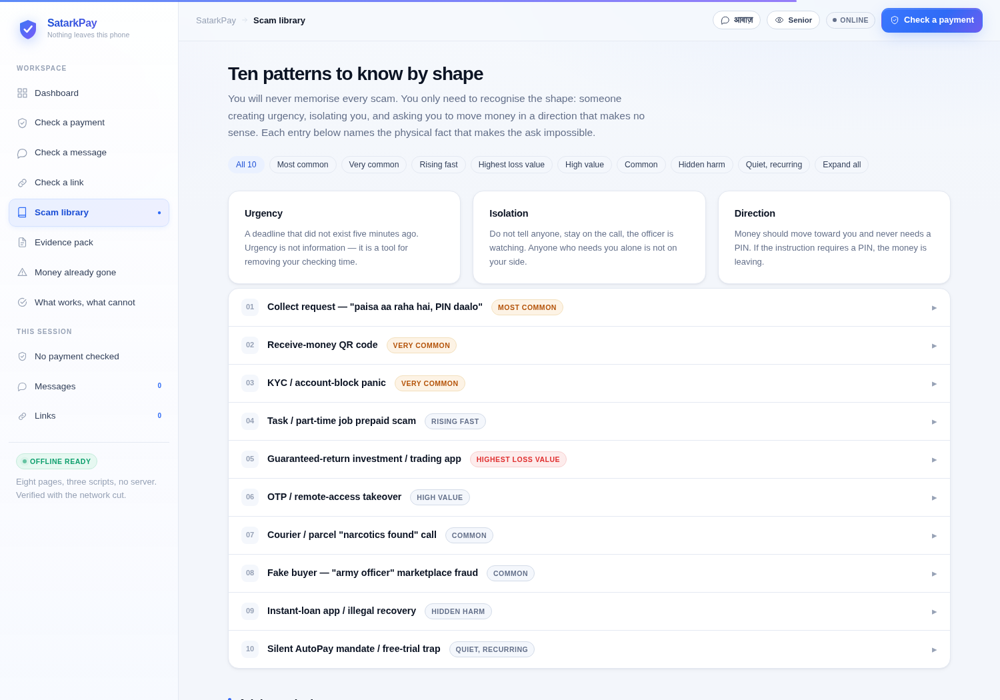 SatarkPay
Nothing leaves this phone
WORKSPACE
Dashboard
Check a payment
Check a message
Check a link
Scam library
Evidence pack
Money already gone
What works, what cannot
THIS SESSION
No payment checked
Messages 0
Links 0
OFFLINE READY
Eight pages, three scripts, no server.
Verified with the network cut.
SatarkPay → Scam library
आवाज़ Senior ONLINE Check a payment
Ten patterns to know by shape
You will never memorise every scam. You only need to recognise the shape: someone
creating urgency, isolating you, and asking you to move money in a direction that makes no
sense. Each entry below names the physical fact that makes the ask impossible.
All 10 Most common Very common Rising fast Highest loss value High value Common Hidden harm Quiet, recurring Expand all
Urgency
A deadline that did not exist five minutes ago.
Urgency is not information — it is a tool for
removing your checking time.
Isolation
Do not tell anyone, stay on the call, the officer is
watching. Anyone who needs you alone is not on
your side.
Direction
Money should move toward you and never needs a
PIN. If the instruction requires a PIN, the money is
leaving.
01 Collect request — "paisa aa raha hai, PIN daalo" MOST COMMON
02 Receive-money QR code VERY COMMON
03 KYC / account-block panic VERY COMMON
04 Task / part-time job prepaid scam RISING FAST
05 Guaranteed-return investment / trading app HIGHEST LOSS VALUE
06 OTP / remote-access takeover HIGH VALUE
07 Courier / parcel "narcotics found" call COMMON
08 Fake buyer — "army officer" marketplace fraud COMMON
09 Instant-loan app / illegal recovery HIDDEN HARM
10 Silent AutoPay mandate / free-trial trap QUIET, RECURRING